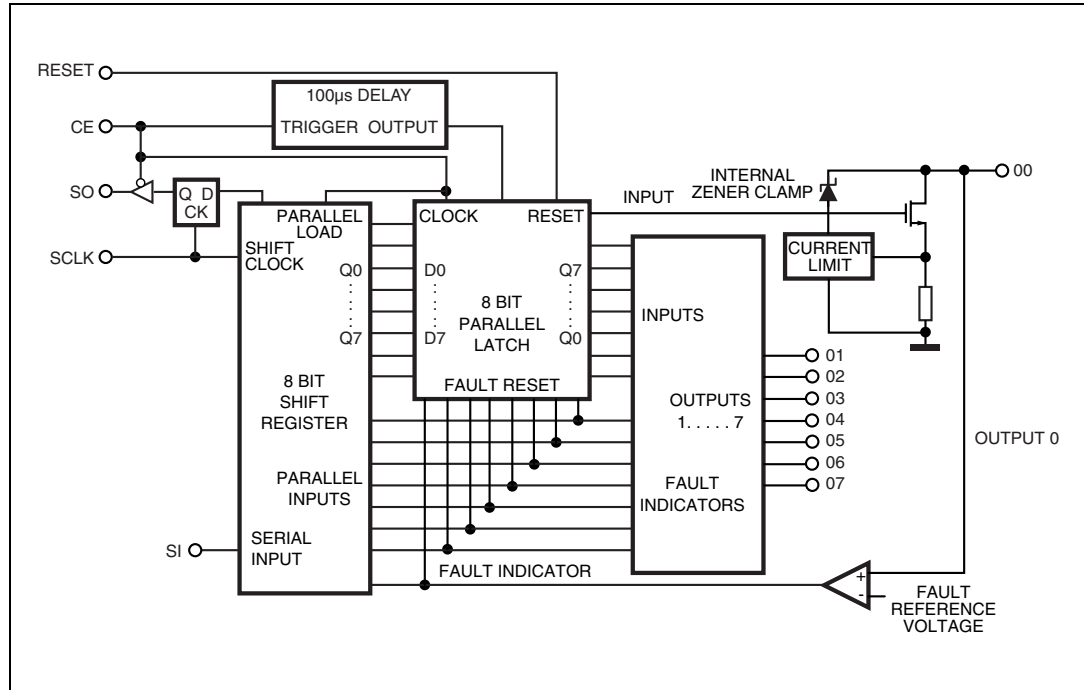 RESET
100µs DELAY
CE
TRIGGER OUTPUT
SO
Q D
CK
SCLK
PARALLEL
LOAD
SHIFT
CLOCK
Q0
Q7
8 BIT
SHIFT
REGISTER
PARALLEL
INPUTS
SERIAL
INPUT
SI
CLOCK
RESET
D0
D7
Q7
Q0
8 BIT
PARALLEL
LATCH
FAULT RESET
FAULT INDICATOR
INPUT
INPUTS
OUTPUTS
1. . . . . 7
FAULT
INDICATORS
INTERNAL
ZENER CLAMP
CURRENT
LIMIT
00
01
02
03
04
05
06
07
OUTPUT 0
+
-
FAULT
REFERENCE
VOLTAGE